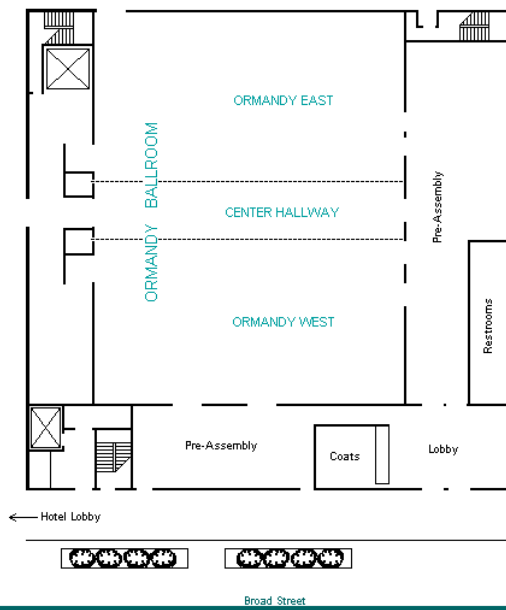 ORMANDY EAST
ORMANDY BALLROOM
CENTER HALLWAY
Pre-Assembly
ORMANDY WEST
Restrooms
Pre-Assembly
Coats
Lobby
Hotel Lobby
Broad Street